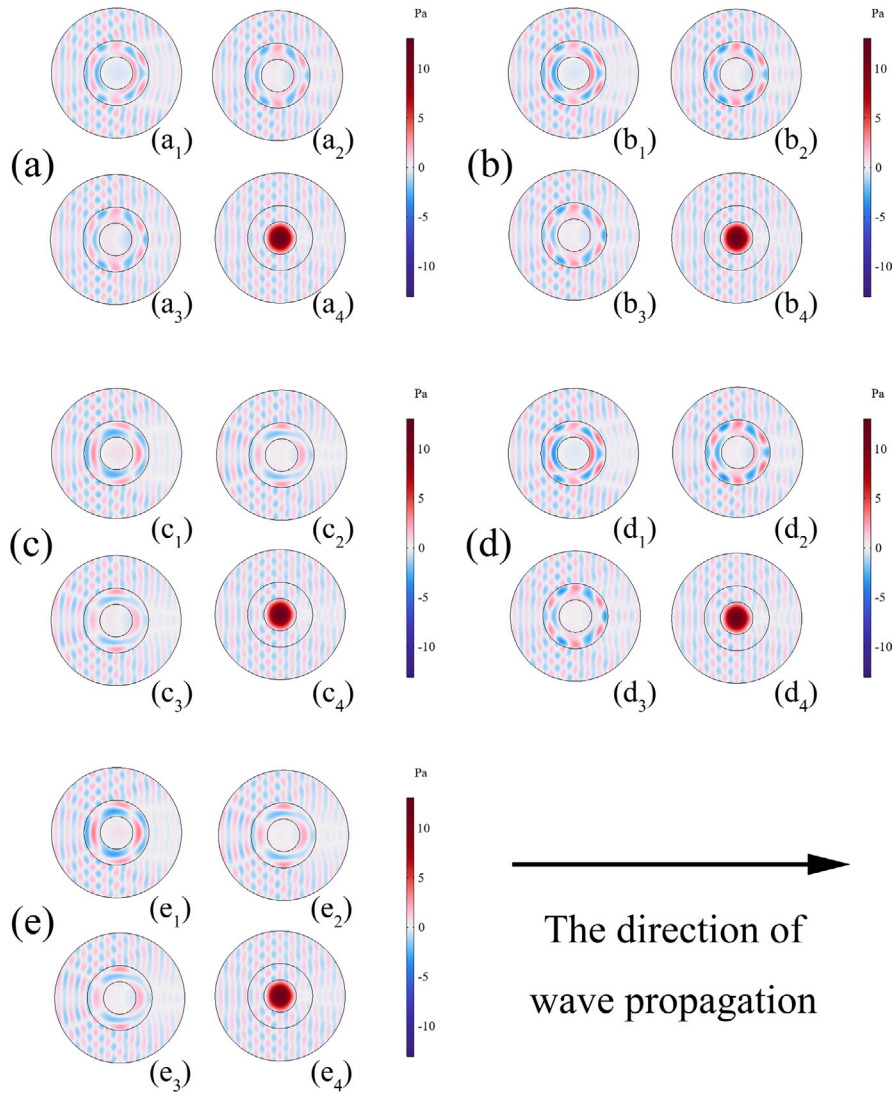 Pa
10
5
0
-5
-10
(a)
(a1)
(a2)
(a3)
(a4)
Pa
10
5
0
-5
-10
(b)
(b1)
(b2)
(b3)
(b4)
Pa
10
5
0
-5
-10
(c)
(c1)
(c2)
(c3)
(c4)
Pa
10
5
0
-5
-10
(d)
(d1)
(d2)
(d3)
(d4)
Pa
10
5
0
-5
-10
(e)
(e1)
(e2)
(e3)
(e4)
The direction of
wave propagation